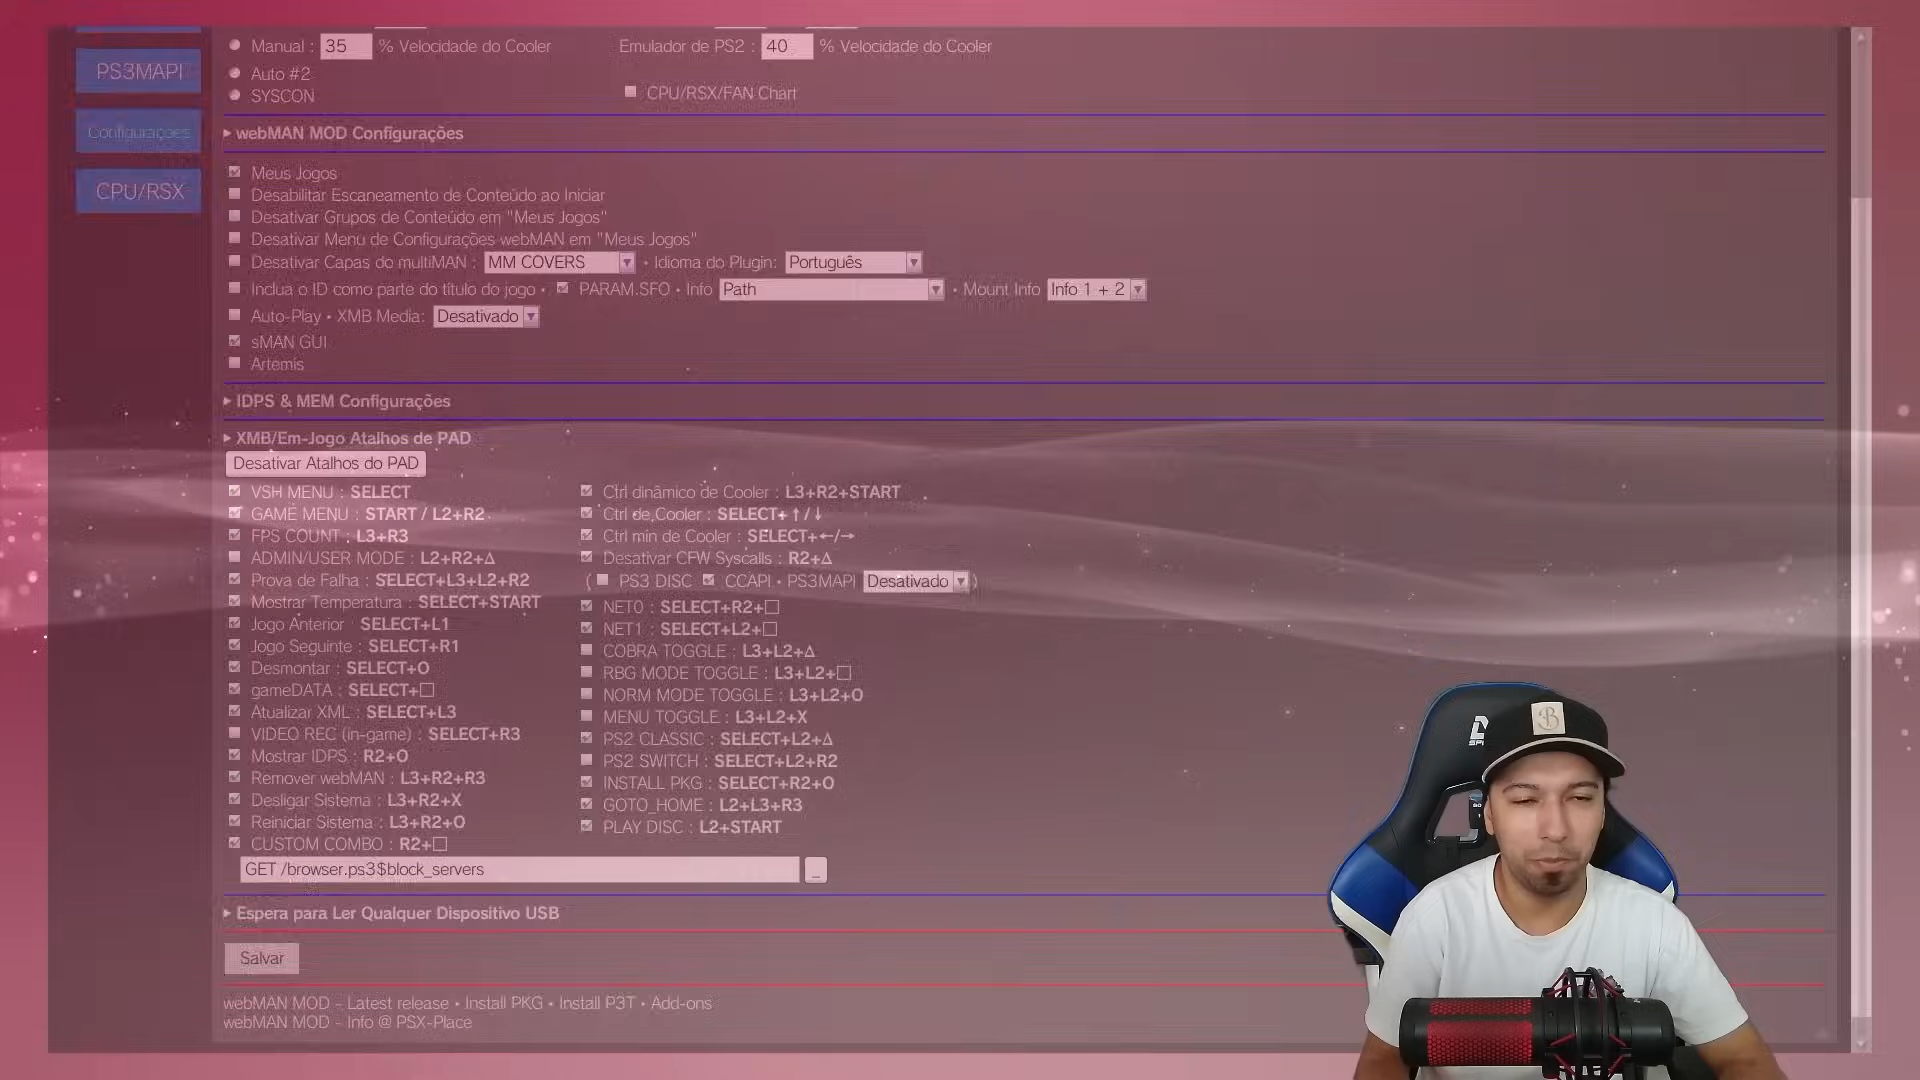 Manual : 35 % Velocidade do Cooler Emulador de PS2 : 40 % Velocidade do Cooler
PS3MAPI
Auto #2
SYSCON CPU/RSX/FAN Chart
Configurações
webMAN MOD Configurações
Meus Jogos
CPU/RSX
Desabilitar Escaneamento de Conteúdo ao Iniciar
Desativar Grupos de Conteúdo em "Meus Jogos"
Desativar Menu de Configurações webMAN em "Meus Jogos"
Desativar Capas do multiMAN : MM COVERS • Idioma do Plugin: Português
Inclua o ID como parte do título do jogo • PARAM.SFO • Info Path • Mount Info Info 1 + 2
Auto-Play • XMB Media: Desativado
sMAN GUI
Artemis
IDPS & MEM Configurações
XMB/Em-Jogo Atalhos de PAD
Desativar Atalhos do PAD
VSH MENU : SELECT
GAME MENU : START / L2+R2
FPS COUNT : L3+R3
ADMIN/USER MODE : L2+R2+Δ
Prova de Falha : SELECT+L3+L2+R2
Mostrar Temperatura : SELECT+START
Jogo Anterior SELECT+L1
Jogo Seguinte : SELECT+R1
Desmontar : SELECT+O
gameDATA : SELECT+□
Atualizar XML : SELECT+L3
VIDEO REC (in-game) : SELECT+R3
Mostrar IDPS : R2+O
Remover webMAN : L3+R2+R3
Desligar Sistema : L3+R2+X
Reiniciar Sistema : L3+R2+O
CUSTOM COMBO : R2+□
GET /browser.ps3$block_servers _
Ctrl dinâmico de Cooler : L3+R2+START
Ctrl de Cooler : SELECT+↑/↓
Ctrl min de Cooler : SELECT+←/→
Desativar CFW Syscalls : R2+Δ
( PS3 DISC CCAPI • PS3MAPI Desativado )
NET0 : SELECT+R2+□
NET1 : SELECT+L2+□
COBRA TOGGLE : L3+L2+Δ
RBG MODE TOGGLE : L3+L2+□
NORM MODE TOGGLE : L3+L2+O
MENU TOGGLE : L3+L2+X
PS2 CLASSIC : SELECT+L2+Δ
PS2 SWITCH : SELECT+L2+R2
INSTALL PKG : SELECT+R2+O
GOTO_HOME : L2+L3+R3
PLAY DISC : L2+START
Espera para Ler Qualquer Dispositivo USB
Salvar
webMAN MOD - Latest release • Install PKG • Install P3T • Add-ons
webMAN MOD - Info @ PSX-Place
B